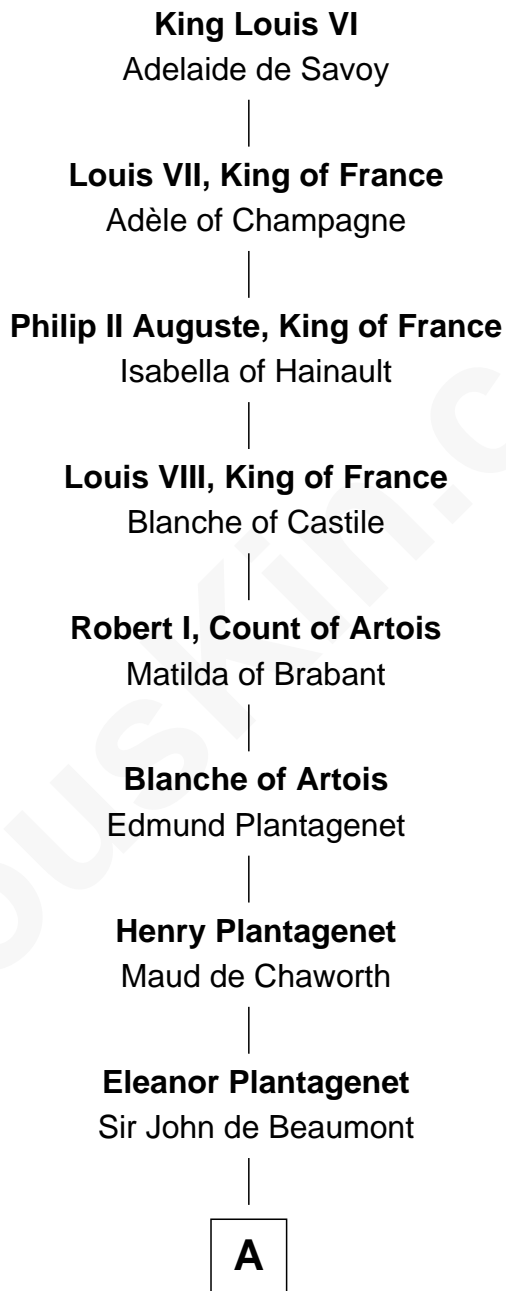 King Louis VI
Adelaide de Savoy
Louis VII, King of France
Adèle of Champagne
Philip II Auguste, King of France
Isabella of Hainault
Louis VIII, King of France
Blanche of Castile
Robert I, Count of Artois
Matilda of Brabant
Blanche of Artois
Edmund Plantagenet
Henry Plantagenet
Maud de Chaworth
Eleanor Plantagenet
Sir John de Beaumont
A